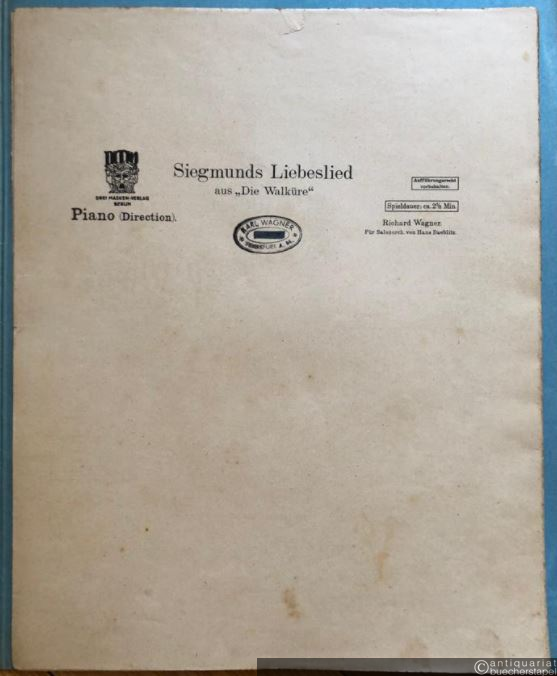 Siegmunds Liebeslied
aus „Die Walküre“
DREI MASKEN-VERLAG
BERLIN
Piano (Direction).
KARL WAGNER
FRANKFURT A. M.
Aufführungsrecht
vorbehalten.
Spieldauer: ca. 2½ Min.
Richard Wagner.
Für Salonorch. von Hans
©antiquariat
buecherstapel